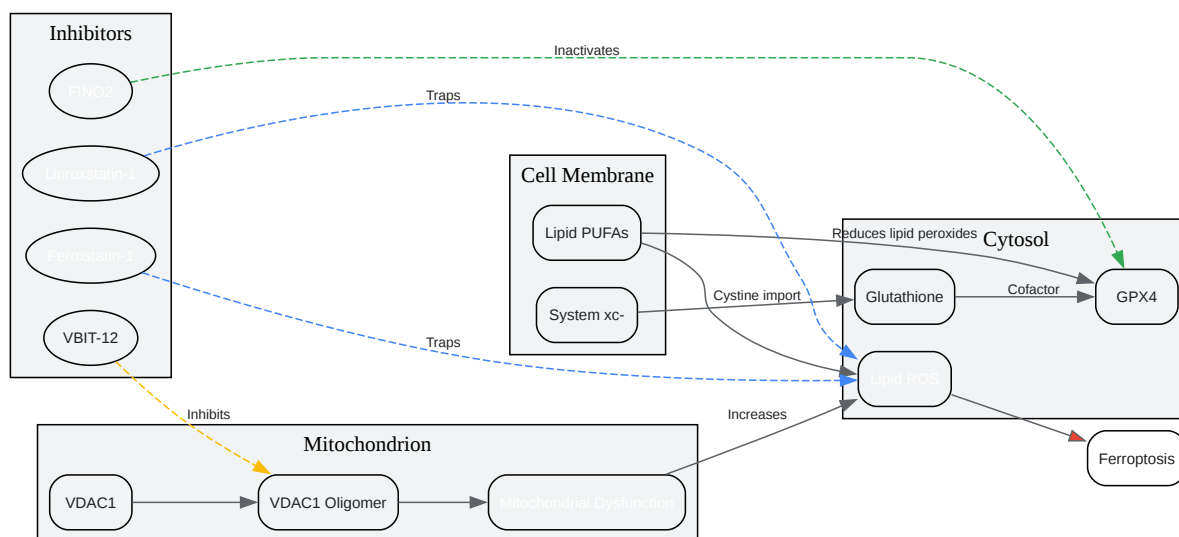 Inhibitors
FINO2
Inactivates
Liproxstatin-1
Traps
Ferrostatin-1
Traps
VBIT-12
Inhibits
Cell Membrane
Lipid PUFAs
System xc-
Reduces lipid peroxides
Cystine import
Cytosol
Glutathione
Cofactor
GPX4
Lipid ROS
Increases
Ferroptosis
Mitochondrion
VDAC1
VDAC1 Oligomer
Mitochondrial Dysfunction